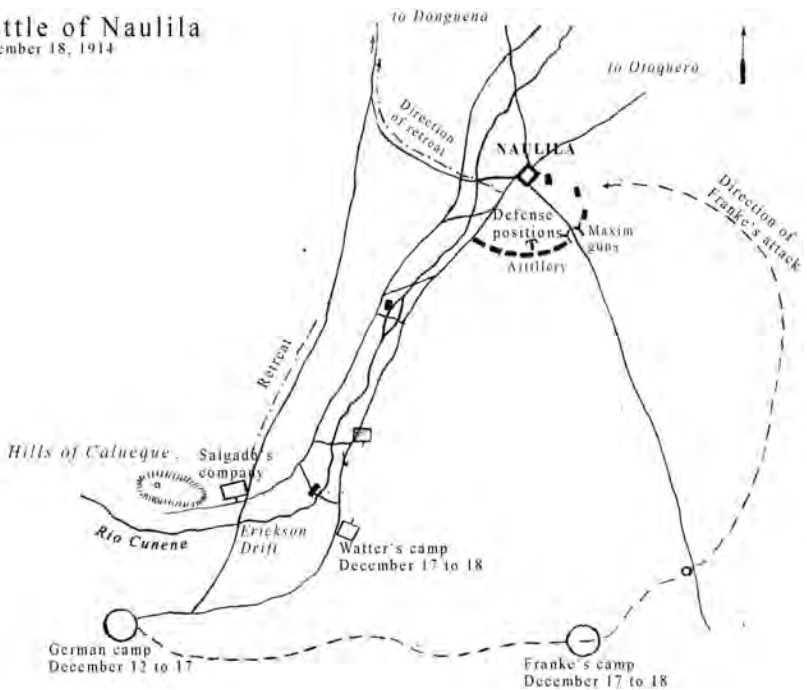 ttle of Naulila
ember 18, 1914
to Donguena
to Otoquero
Direction
of retreat
NAULILA
Direction of
Franke's attack
Defense
positions
Maxim
guns
Artillery
Retreat
Hills of Calueque
Salgado's
company
Rio Cunene
Erickson
Drift
Watter's camp
December 17 to 18
German camp
December 12 to 17
Franke's camp
December 17 to 18